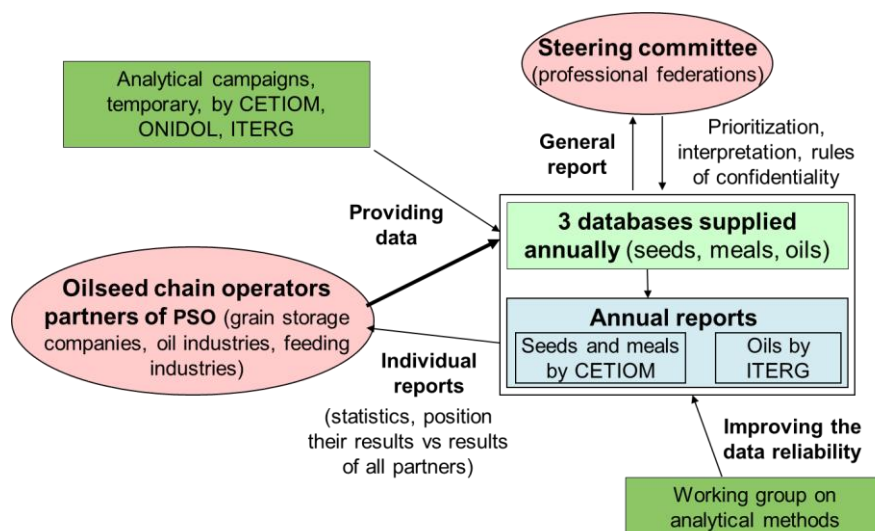 Steering committee
(professional federations)
Analytical campaigns,
temporary, by CETIOM,
ONIDOL, ITERG
General
report
Prioritization,
interpretation, rules
of confidentiality
Providing
data
3 databases supplied
annually (seeds, meals, oils)
Oilseed chain operators
partners of PSO (grain storage
companies, oil industries, feeding
industries)
Annual reports
Seeds and meals
by CETIOM
Oils by
ITERG
Individual
reports
(statistics, position
their results vs results
of all partners)
Improving the
data reliability
Working group on
analytical methods